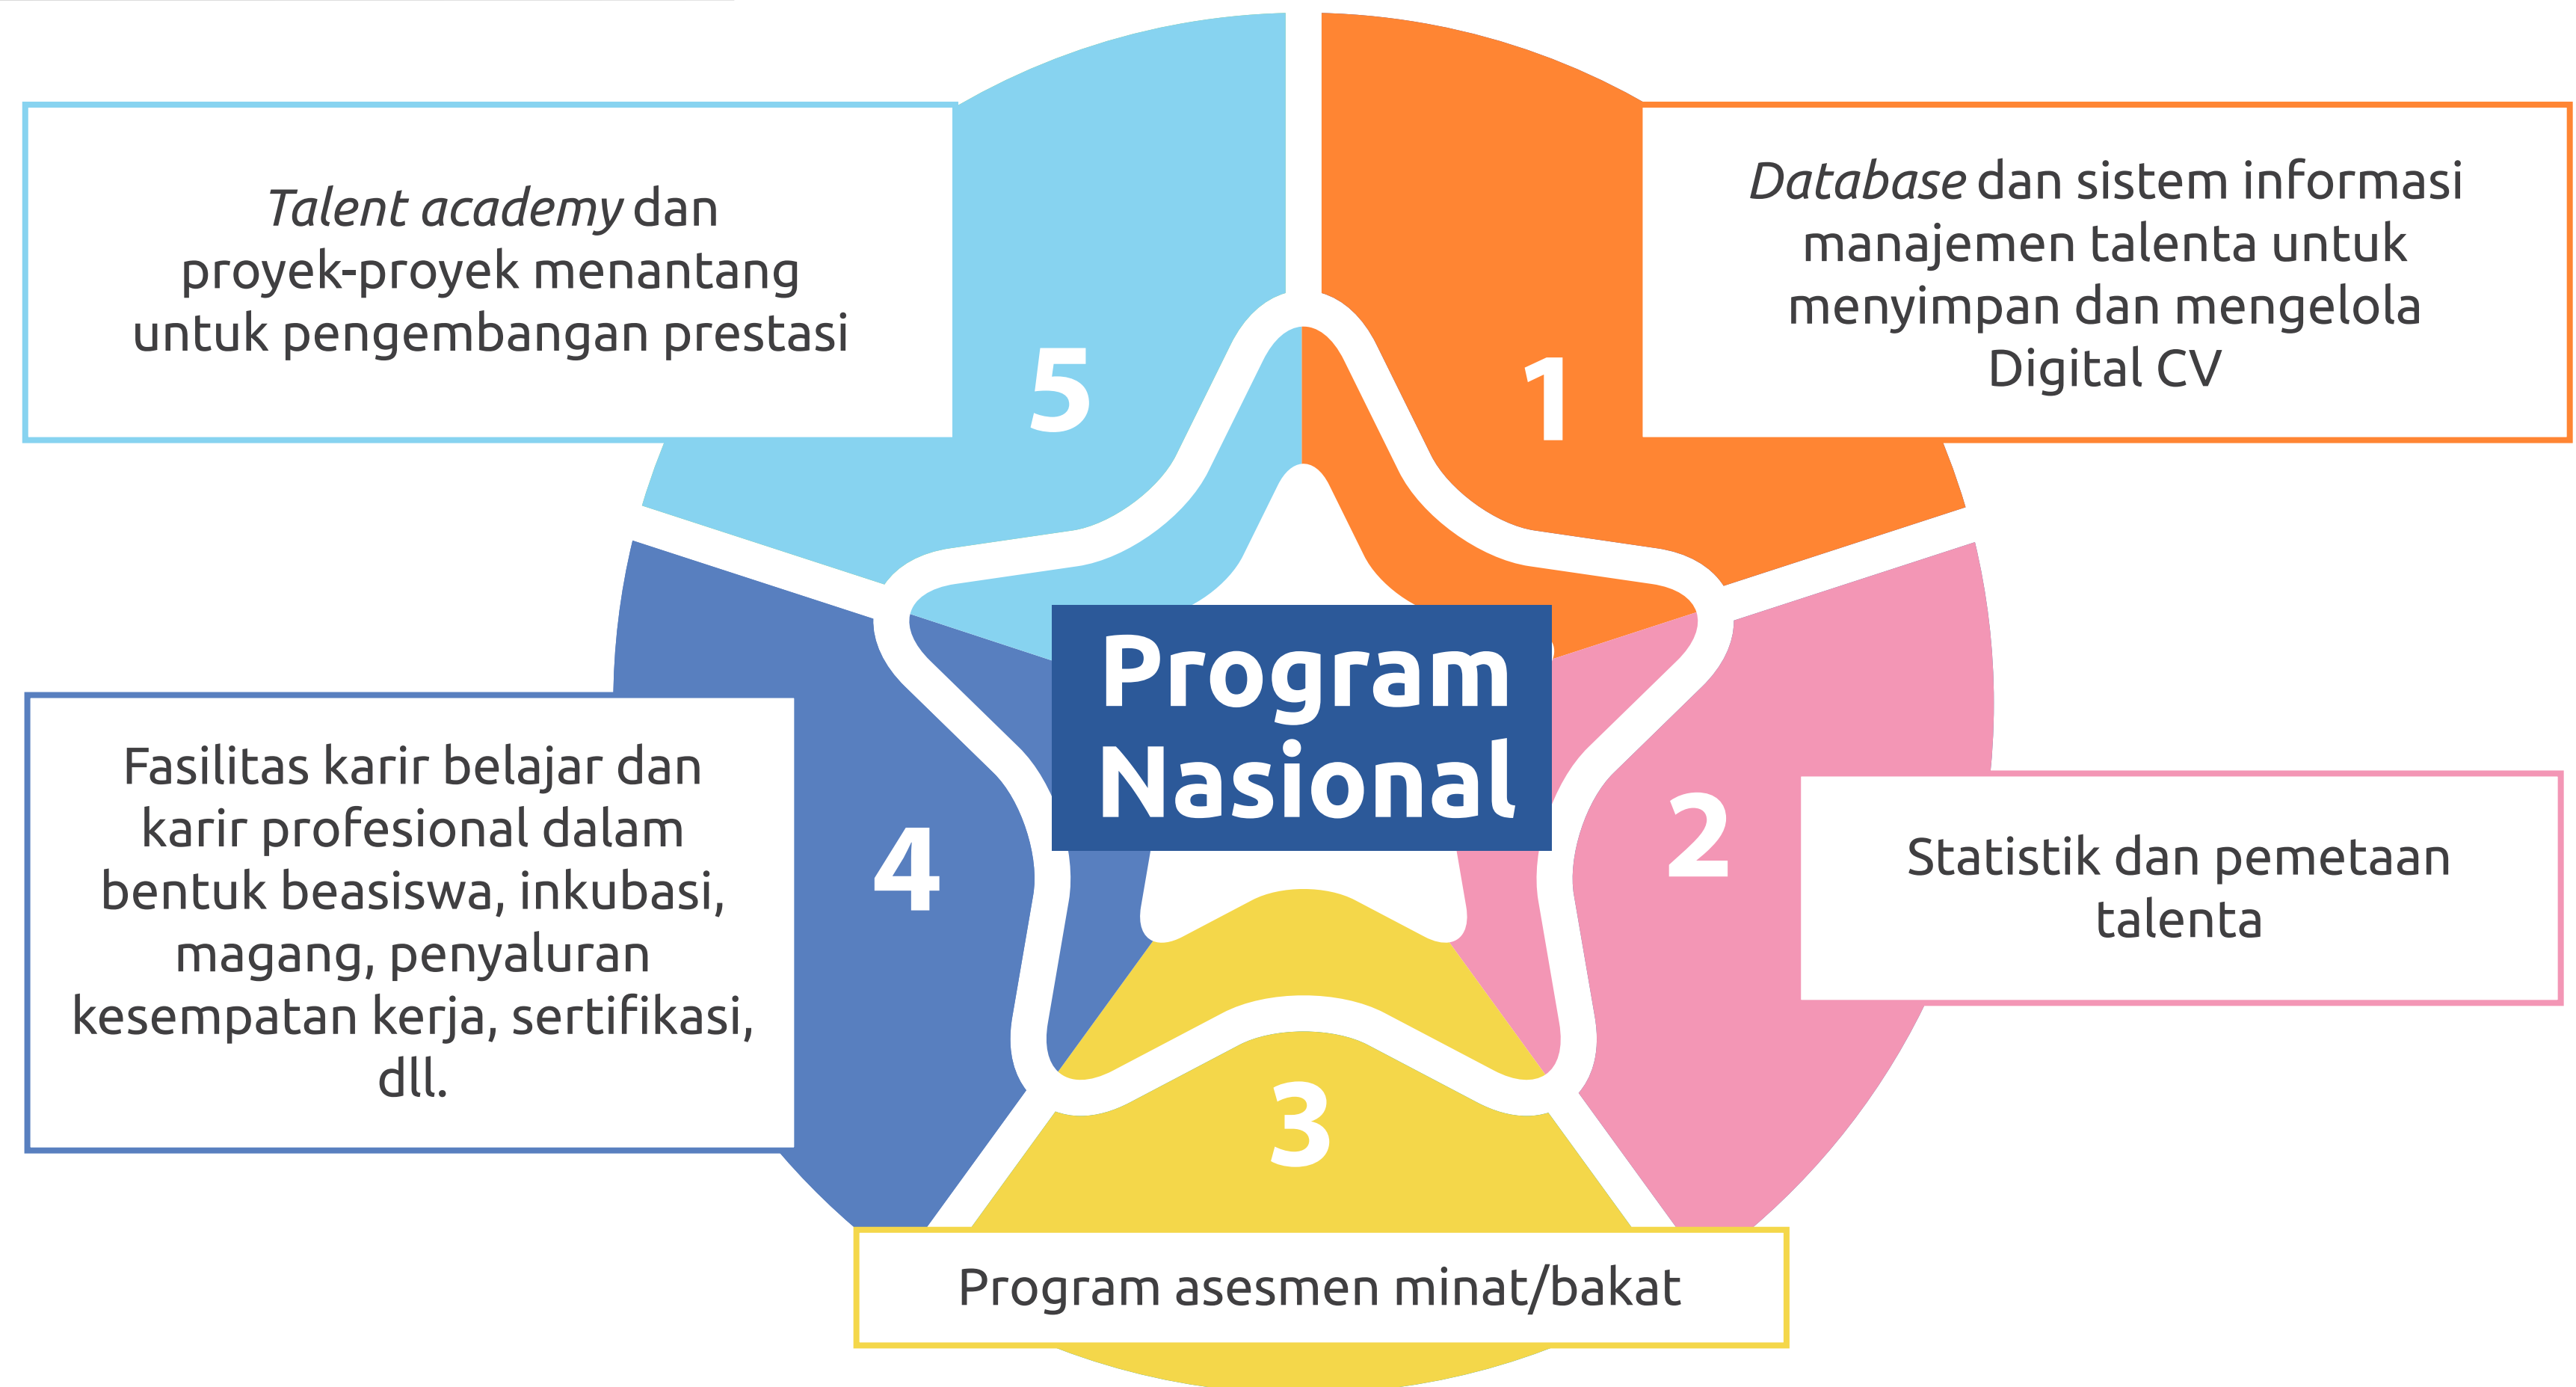 Program
Nasional
1
Database dan sistem informasi
manajemen talenta untuk
menyimpan dan mengelola
Digital CV
2
Statistik dan pemetaan
talenta
3
Program asesmen minat/bakat
4
Fasilitas karir belajar dan
karir profesional dalam
bentuk beasiswa, inkubasi,
magang, penyaluran
kesempatan kerja, sertifikasi,
dll.
5
Talent academy dan
proyek-proyek menantang
untuk pengembangan prestasi